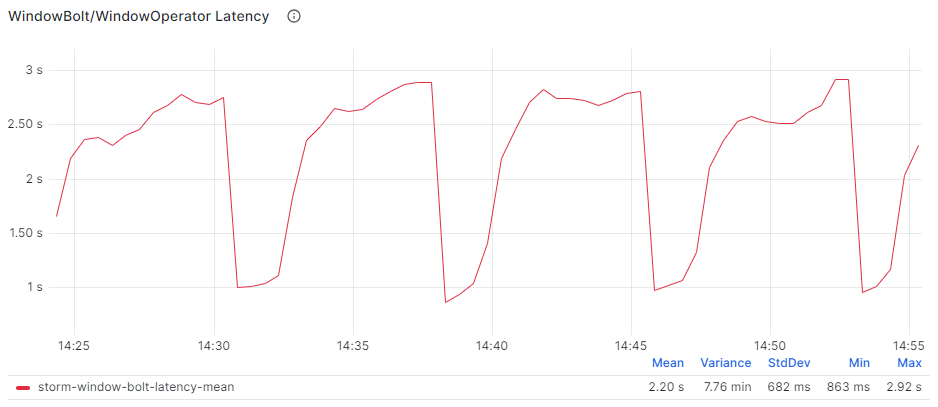 WindowBolt/WindowOperator Latency
3 s
2.50 s
2 s
1.50 s
1 s
14:25 14:30 14:35 14:40 14:45 14:50 14:55
Mean Variance StdDev Min Max
storm-window-bolt-latency-mean 2.20 s 7.76 min 682 ms 863 ms 2.92 s